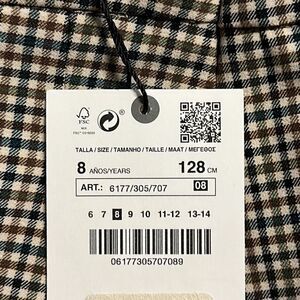 FSC
MIX
TALLA / SIZE / TAMANHO / TAILLE / MAAT / ΜΕΓΕΘΟΣ
8 AÑOS/YEARS 128 CM
ART.: 6177/305/707 08
6 7 8 9 10 11-12 13-14
06177305707089